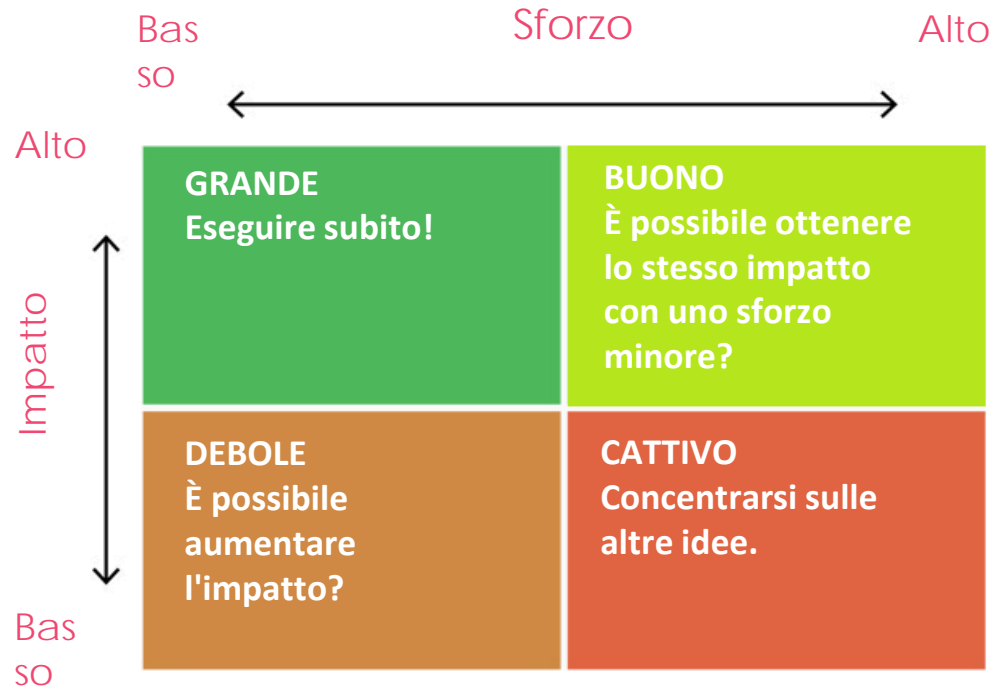 Sforzo
Bas
so
Alto
Alto
Impatto
Bas
so
GRANDE
Eseguire subito!
BUONO
È possibile ottenere
lo stesso impatto
con uno sforzo
minore?
DEBOLE
È possibile
aumentare
l'impatto?
CATTIVO
Concentrarsi sulle
altre idee.